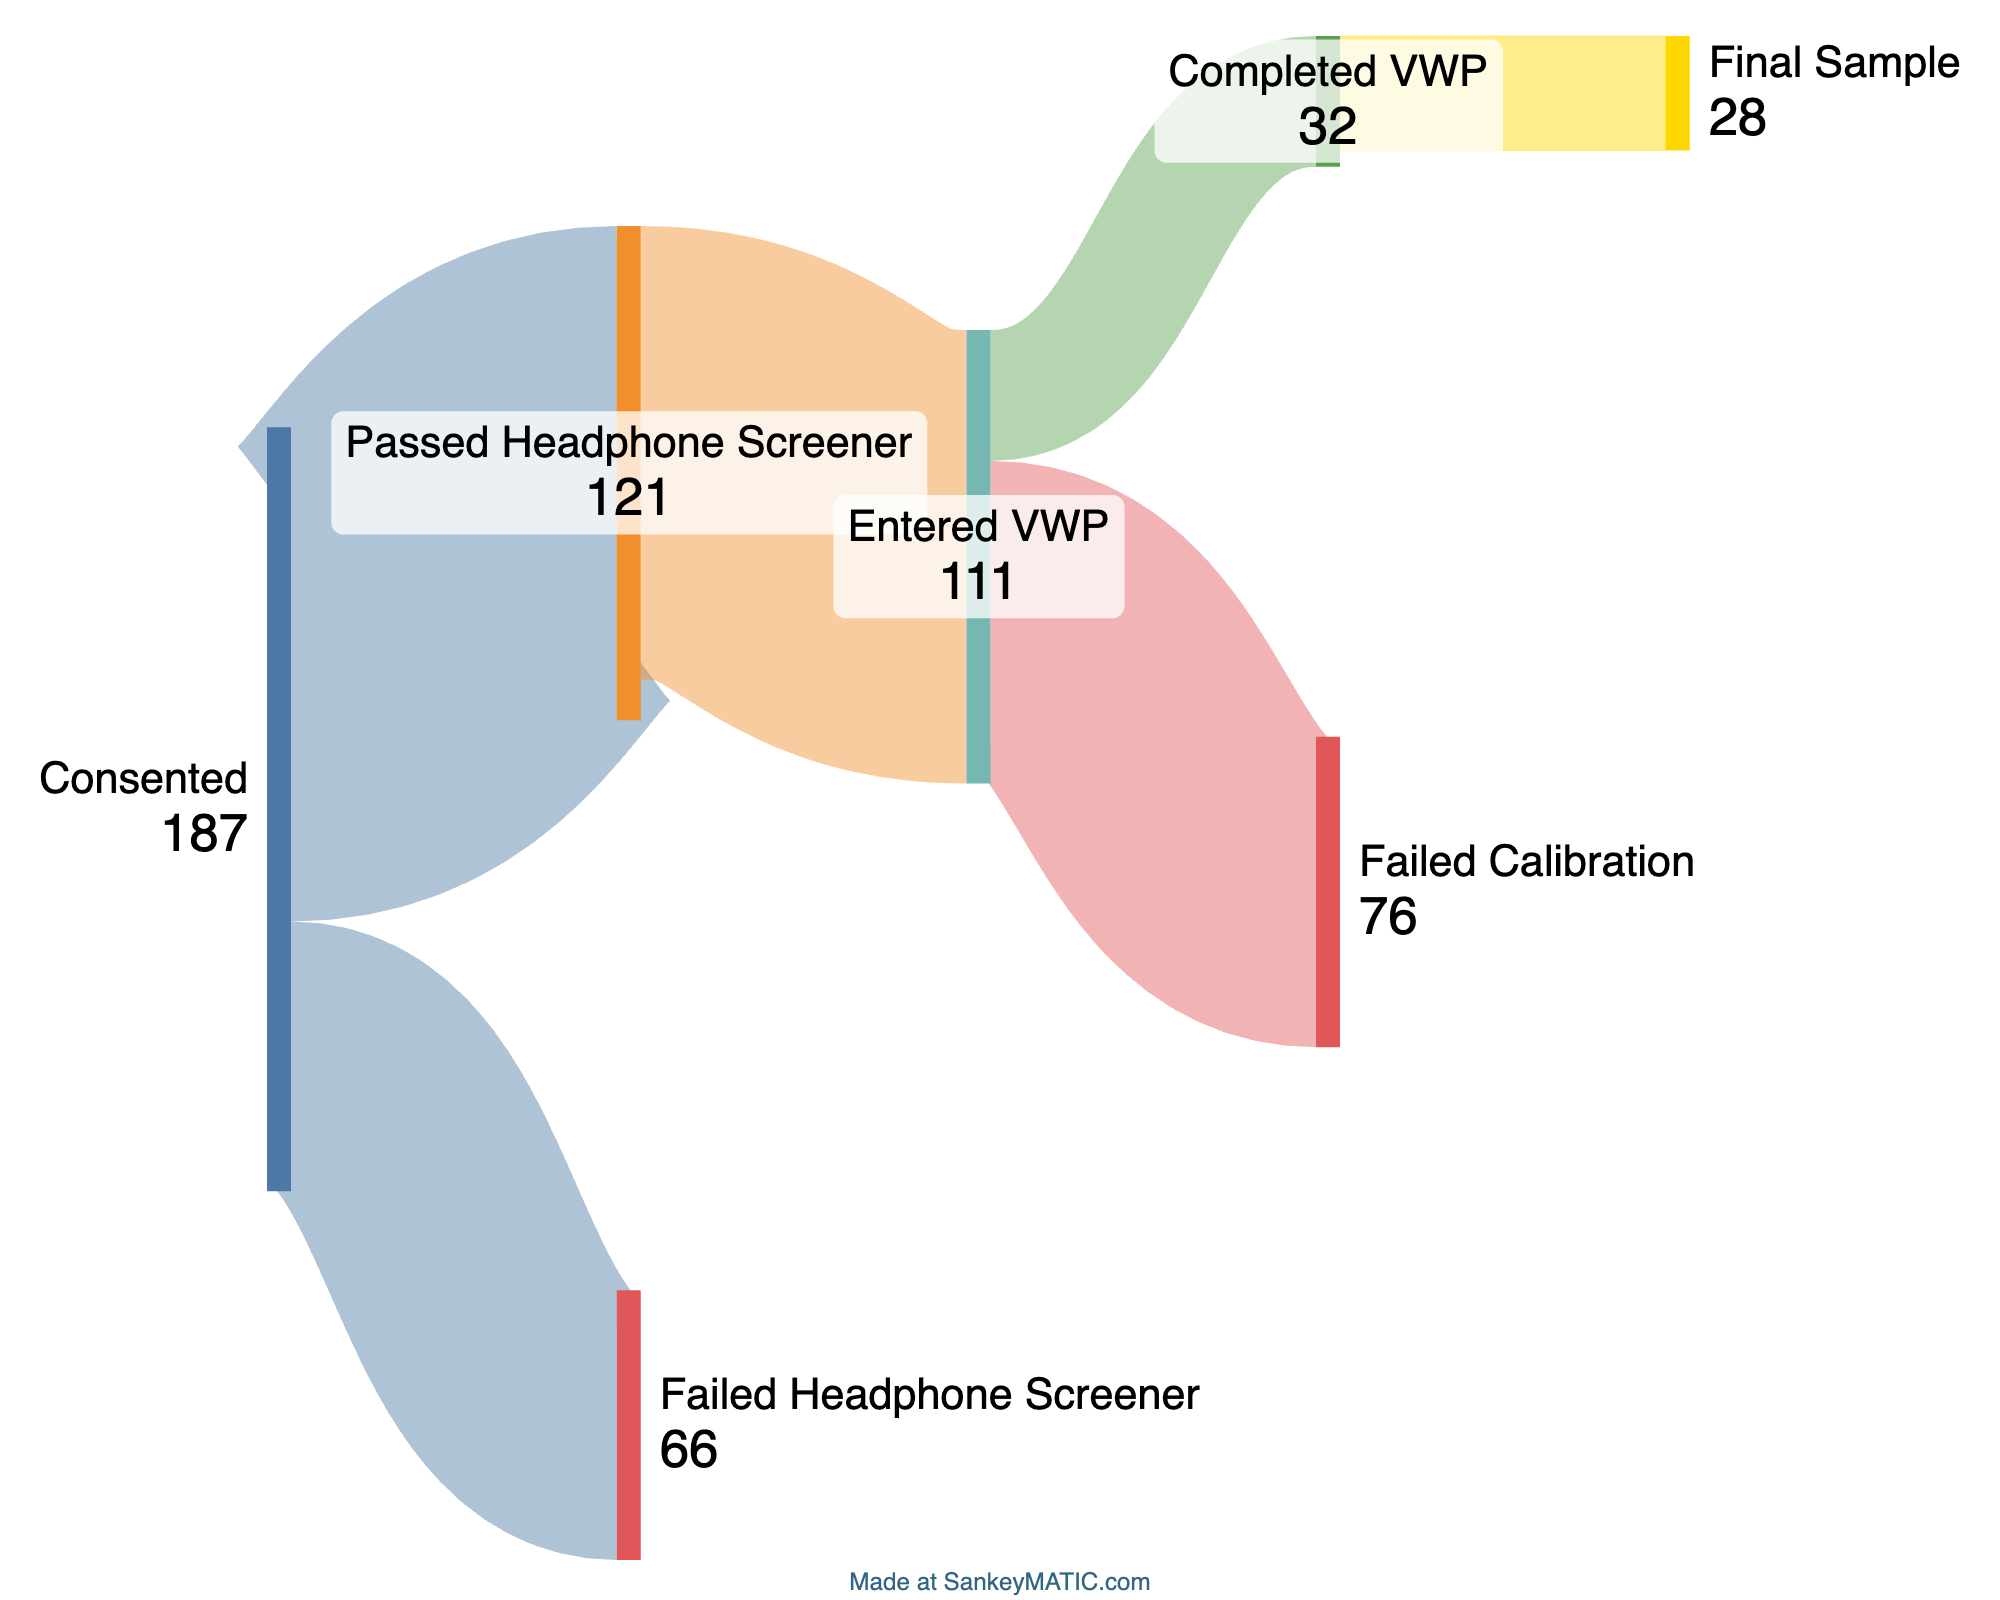 Completed VWP
32
Final Sample
28
Passed Headphone Screener
121
Entered VWP
111
Consented
187
Failed Calibration
76
Failed Headphone Screener
66
Made at SankeyMATIC.com